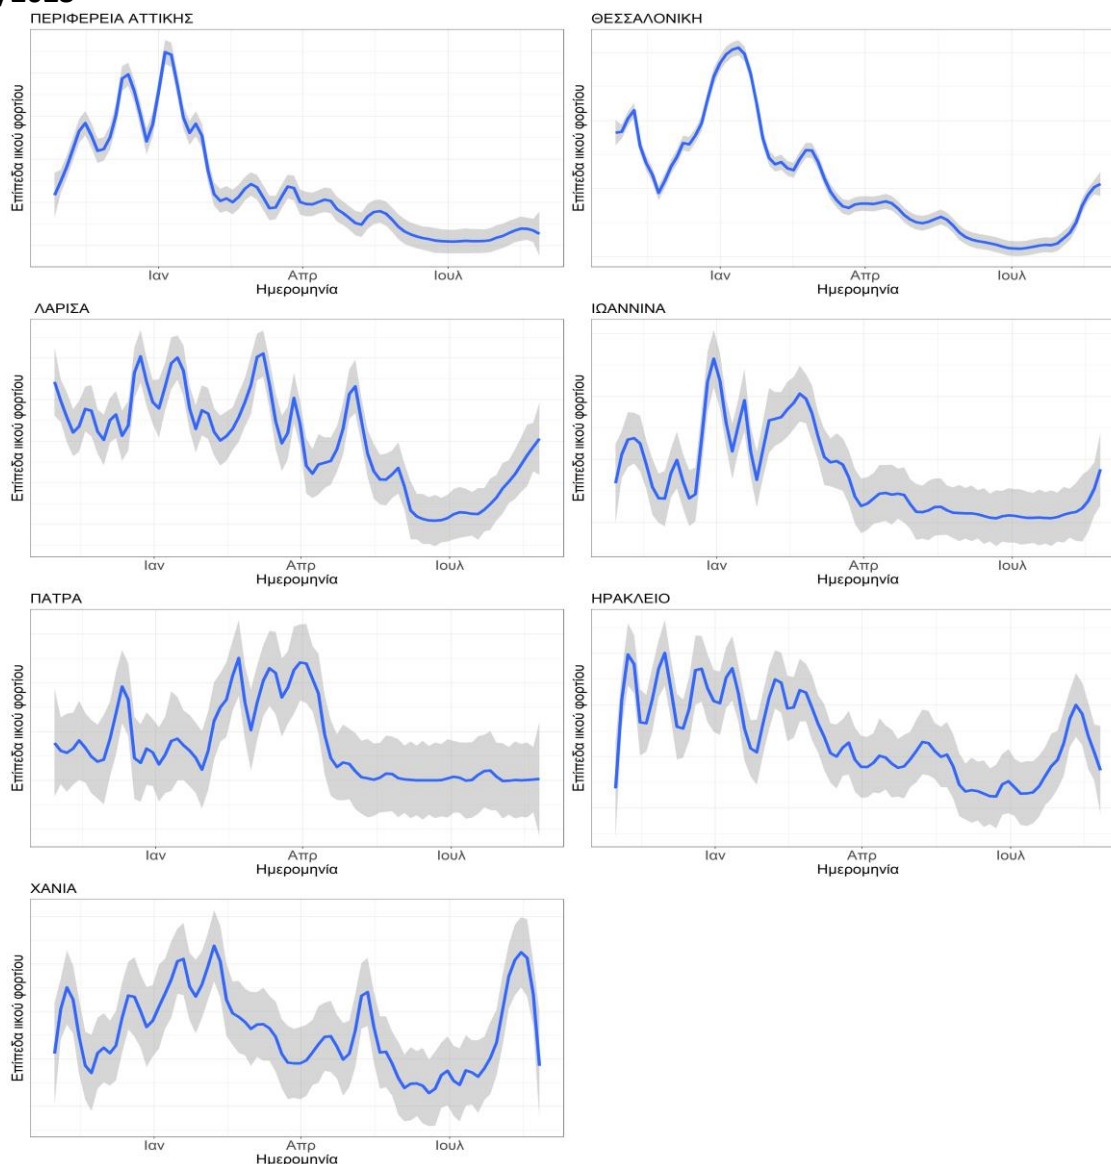 ΠΕΡΙΦΕΡΕΙΑ ΑΤΤΙΚΗΣ
Επίπεδα ιικού φορτίου
Ιαν Απρ Ιουλ
Ημερομηνία
ΘΕΣΣΑΛΟΝΙΚΗ
Επίπεδα ιικού φορτίου
Ιαν Απρ Ιουλ
Ημερομηνία
ΛΑΡΙΣΑ
Επίπεδα ιικού φορτίου
Ιαν Απρ Ιουλ
Ημερομηνία
ΙΩΑΝΝΙΝΑ
Επίπεδα ιικού φορτίου
Ιαν Απρ Ιουλ
Ημερομηνία
ΠΑΤΡΑ
Επίπεδα ιικού φορτίου
Ιαν Απρ Ιουλ
Ημερομηνία
ΗΡΑΚΛΕΙΟ
Επίπεδα ιικού φορτίου
Ιαν Απρ Ιουλ
Ημερομηνία
ΧΑΝΙΑ
Επίπεδα ιικού φορτίου
Ιαν Απρ Ιουλ
Ημερομηνία